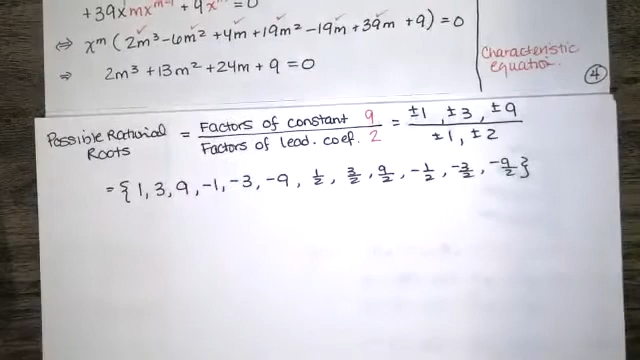 +39x mx^(m-1) + 9x^m = 0
⇔ x^m (2m³ - 6m² + 4m + 19m² - 19m + 39m + 9) = 0
⇒ 2m³ + 13m² + 24m + 9 = 0
Characteristic
equation.
④
Possible Rational Roots = Factors of constant 9 / Factors of lead. coef. 2 = ±1, ±3, ±9 / ±1, ±2
= {1, 3, 9, -1, -3, -9, 1/2, 3/2, 9/2, -1/2, -3/2, -9/2}